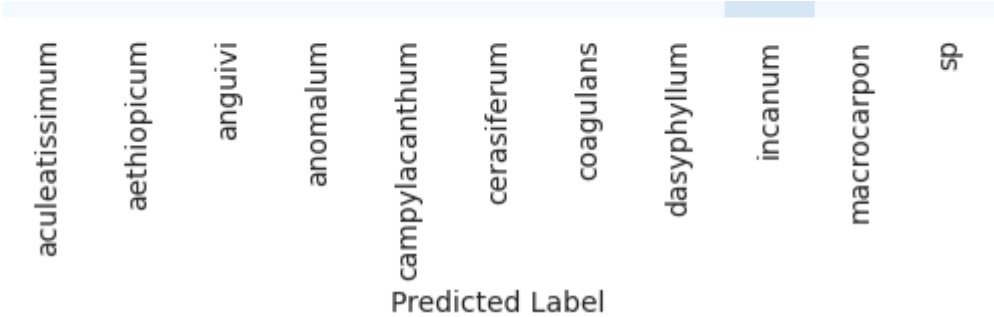 aculeatissimum
aethiopicum
anguivi
anomalum
campylacanthum
cerasiferum
coagulans
dasyphyllum
incanum
macrocarpon
sp
Predicted Label